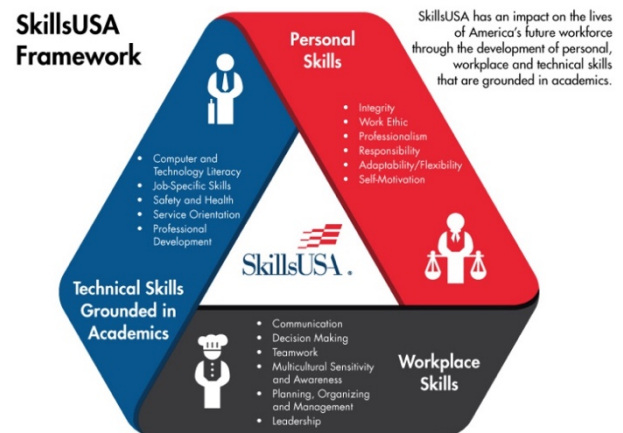 SkillsUSA
Framework
SkillsUSA has an impact on the lives
of America's future workforce
through the development of personal,
workplace and technical skills
that are grounded in academics.
Personal
Skills
• Integrity
• Work Ethic
• Professionalism
• Responsibility
• Adaptability/Flexibility
• Self-Motivation
• Computer and
Technology Literacy
• Job-Specific Skills
• Safety and Health
• Service Orientation
• Professional
Development
SkillsUSA®
Technical Skills
Grounded in
Academics
• Communication
• Decision Making
• Teamwork
• Multicultural Sensitivity
and Awareness
• Planning, Organizing
and Management
• Leadership
Workplace
Skills